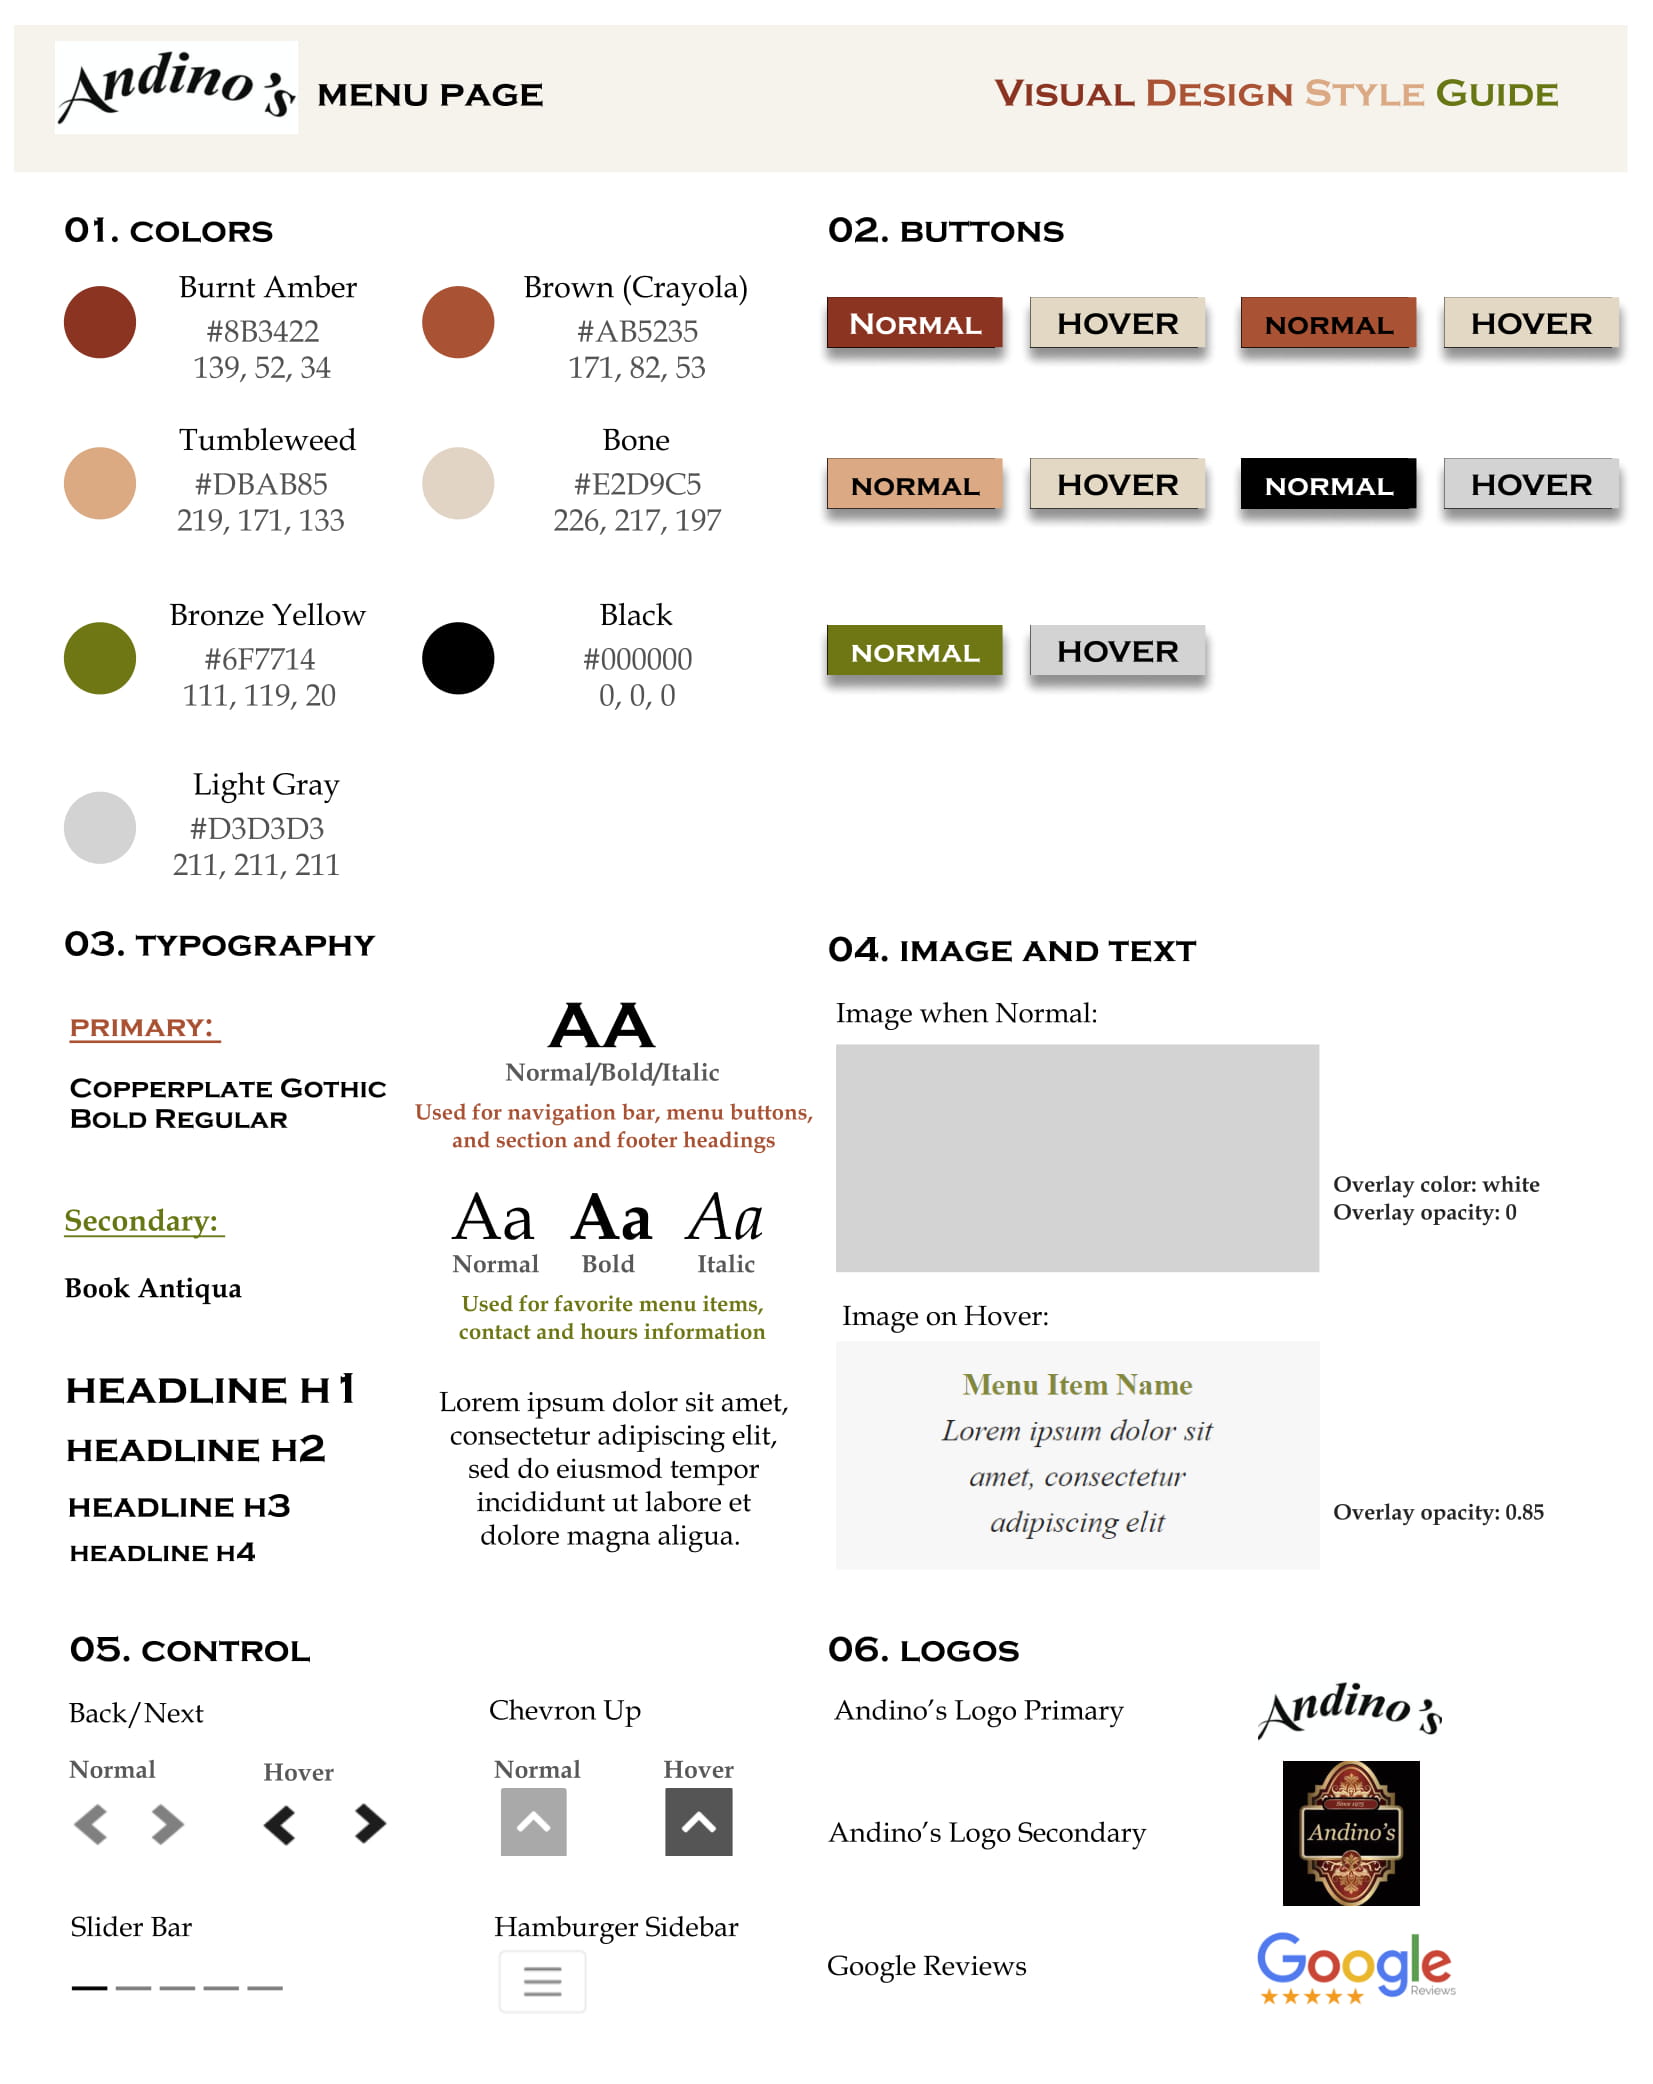 Andino's MENU PAGE
VISUAL DESIGN STYLE GUIDE
01. COLORS
Burnt Amber
#8B3422
139, 52, 34
Brown (Crayola)
#AB5235
171, 82, 53
Tumbleweed
#DBAB85
219, 171, 133
Bone
#E2D9C5
226, 217, 197
Bronze Yellow
#6F7714
111, 119, 20
Black
#000000
0, 0, 0
Light Gray
#D3D3D3
211, 211, 211
02. BUTTONS
NORMAL
HOVER
NORMAL
HOVER
NORMAL
HOVER
NORMAL
HOVER
NORMAL
HOVER
03. TYPOGRAPHY
PRIMARY:
COPPERPLATE GOTHIC
BOLD REGULAR
AA
Normal/Bold/Italic
Used for navigation bar, menu buttons,
and section and footer headings
Secondary:
Book Antiqua
Aa Aa Aa
Normal Bold Italic
Used for favorite menu items,
contact and hours information
HEADLINE H1
HEADLINE H2
HEADLINE H3
HEADLINE H4
Lorem ipsum dolor sit amet,
consectetur adipiscing elit,
sed do eiusmod tempor
incididunt ut labore et
dolore magna aliqua.
04. IMAGE AND TEXT
Image when Normal:
Overlay color: white
Overlay opacity: 0
Image on Hover:
Menu Item Name
Lorem ipsum dolor sit
amet, consectetur
adipiscing elit
Overlay opacity: 0.85
05. CONTROL
Back/Next
Normal
Hover
Chevron Up
Normal
Hover
Slider Bar
Hamburger Sidebar
06. LOGOS
Andino's Logo Primary
Andino's
Andino's Logo Secondary
Since 1975
Andino's
Google Reviews
Google
Reviews